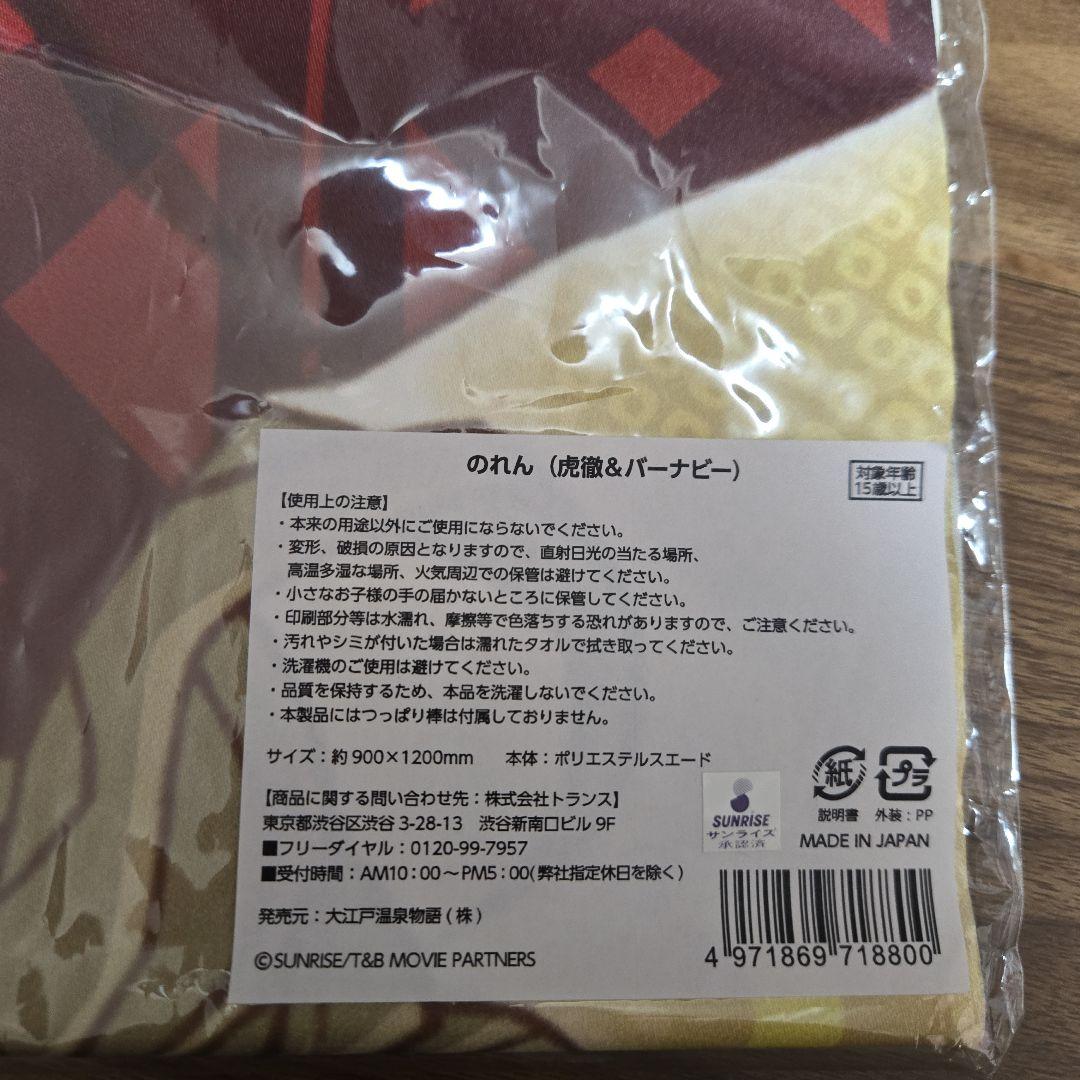 のれん（虎徹＆バーナビー）
対象年齢
15歳以上
【使用上の注意】
・本来の用途以外にご使用にならないでください。
・変形、破損の原因となりますので、直射日光の当たる場所、
高温多湿な場所、火気周辺での保管は避けてください。
・小さなお子様の手の届かないところに保管してください。
・印刷部分等は水濡れ、摩擦等で色落ちする恐れがありますので、ご注意ください。
・汚れやシミが付いた場合は濡れたタオルで拭き取ってください。
・洗濯機のご使用は避けてください。
・品質を保持するため、本品を洗濯しないでください。
・本製品にはつっぱり棒は付属しておりません。
サイズ：約900×1200mm　本体：ポリエステルスエード
【商品に関する問い合わせ先：株式会社トランス】
東京都渋谷区渋谷3-28-13　渋谷新南口ビル9F
■フリーダイヤル：0120-99-7957
■受付時間：AM10：00～PM5：00(弊社指定休日を除く)
発売元：大江戸温泉物語(株)
©SUNRISE/T&B MOVIE PARTNERS
SUNRISE
サンライズ
承認済
紙
プラ
説明書　外装：PP
MADE IN JAPAN
4 971869 718800